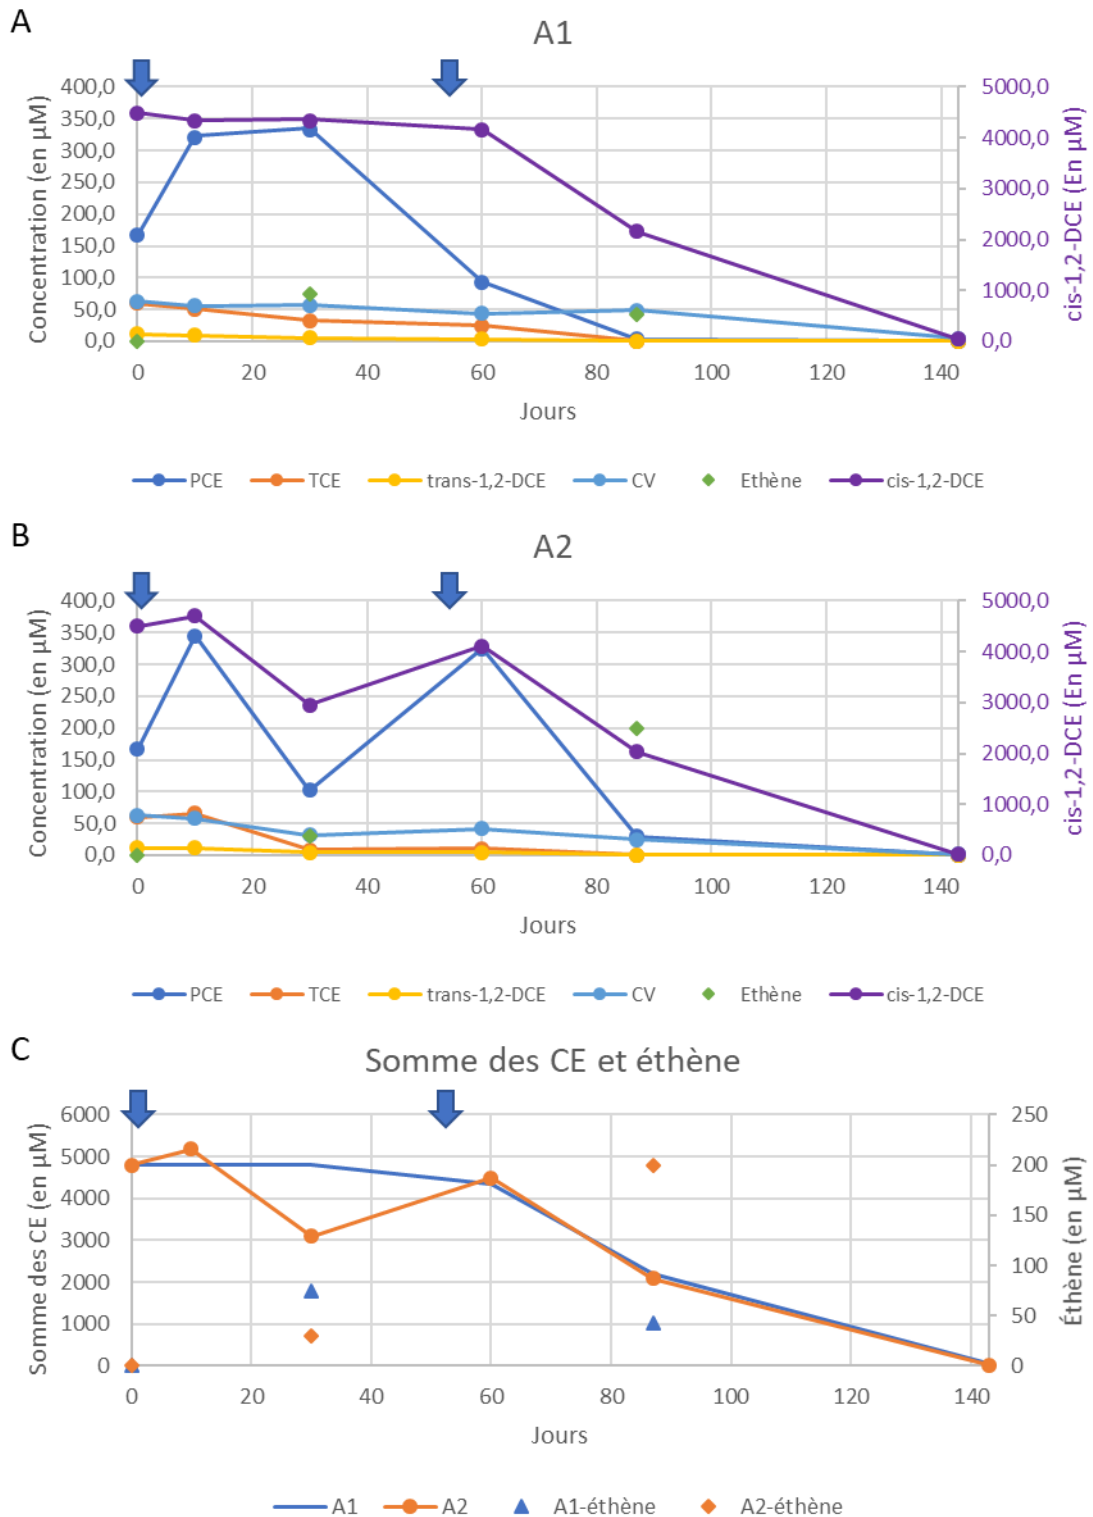 A
A1
400,0
350,0
300,0
250,0
200,0
150,0
100,0
50,0
0,0
Concentration (en µM)
5000,0
4000,0
3000,0
2000,0
1000,0
0,0
cis-1,2-DCE (En µM)
0 20 40 60 80 100 120 140
Jours
PCE TCE trans-1,2-DCE CV Ethène cis-1,2-DCE
B
A2
400,0
350,0
300,0
250,0
200,0
150,0
100,0
50,0
0,0
Concentration (en µM)
5000,0
4000,0
3000,0
2000,0
1000,0
0,0
cis-1,2-DCE (En µM)
0 20 40 60 80 100 120 140
Jours
PCE TCE trans-1,2-DCE CV Ethène cis-1,2-DCE
C
Somme des CE et éthène
6000
5000
4000
3000
2000
1000
0
Somme des CE (en µM)
250
200
150
100
50
0
Éthène (en µM)
0 20 40 60 80 100 120 140
Jours
A1 A2 A1-éthène A2-éthène